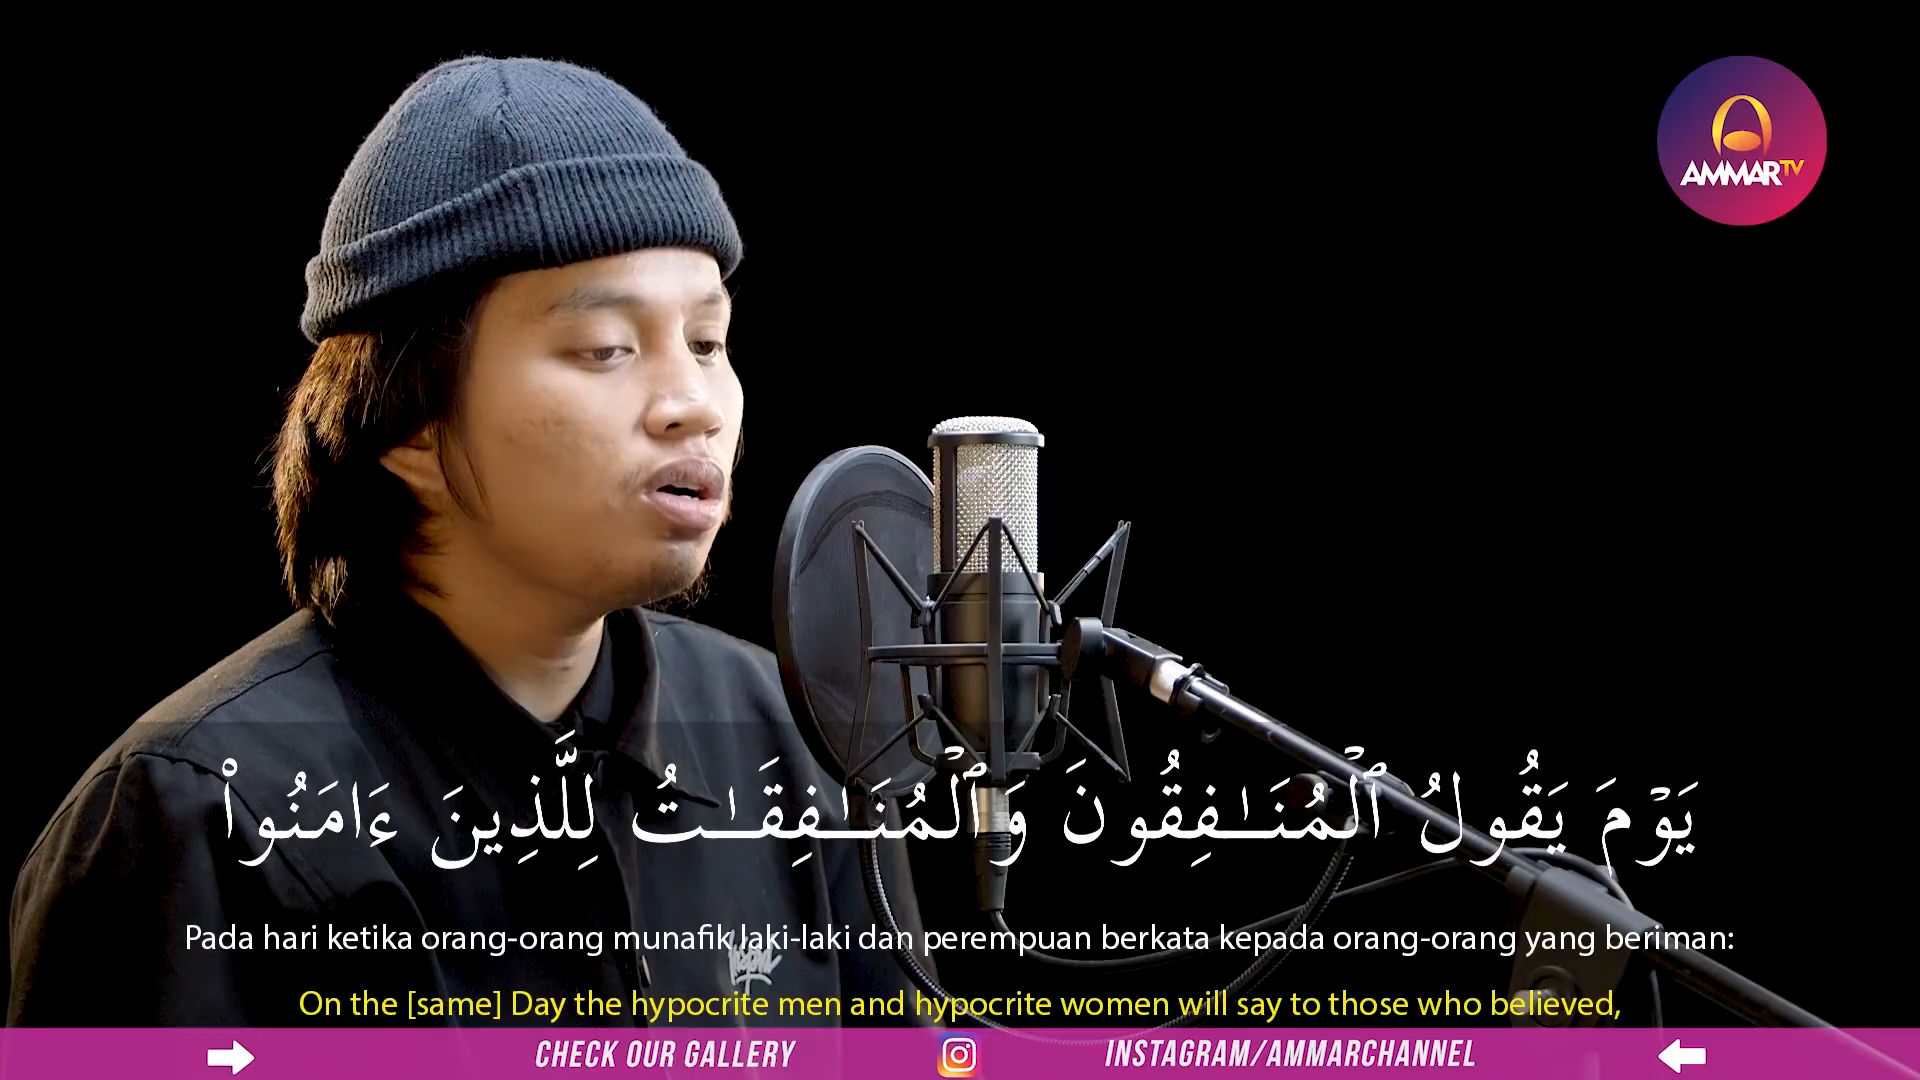 AMMARTV
يَوْمَ يَقُولُ ٱلْمُنَـٰفِقُونَ وَٱلْمُنَـٰفِقَـٰتُ لِلَّذِينَ ءَامَنُوا۟
Pada hari ketika orang-orang munafik laki-laki dan perempuan berkata kepada orang-orang yang beriman:
On the [same] Day the hypocrite men and hypocrite women will say to those who believed,
CHECK OUR GALLERY INSTAGRAM/AMMARCHANNEL